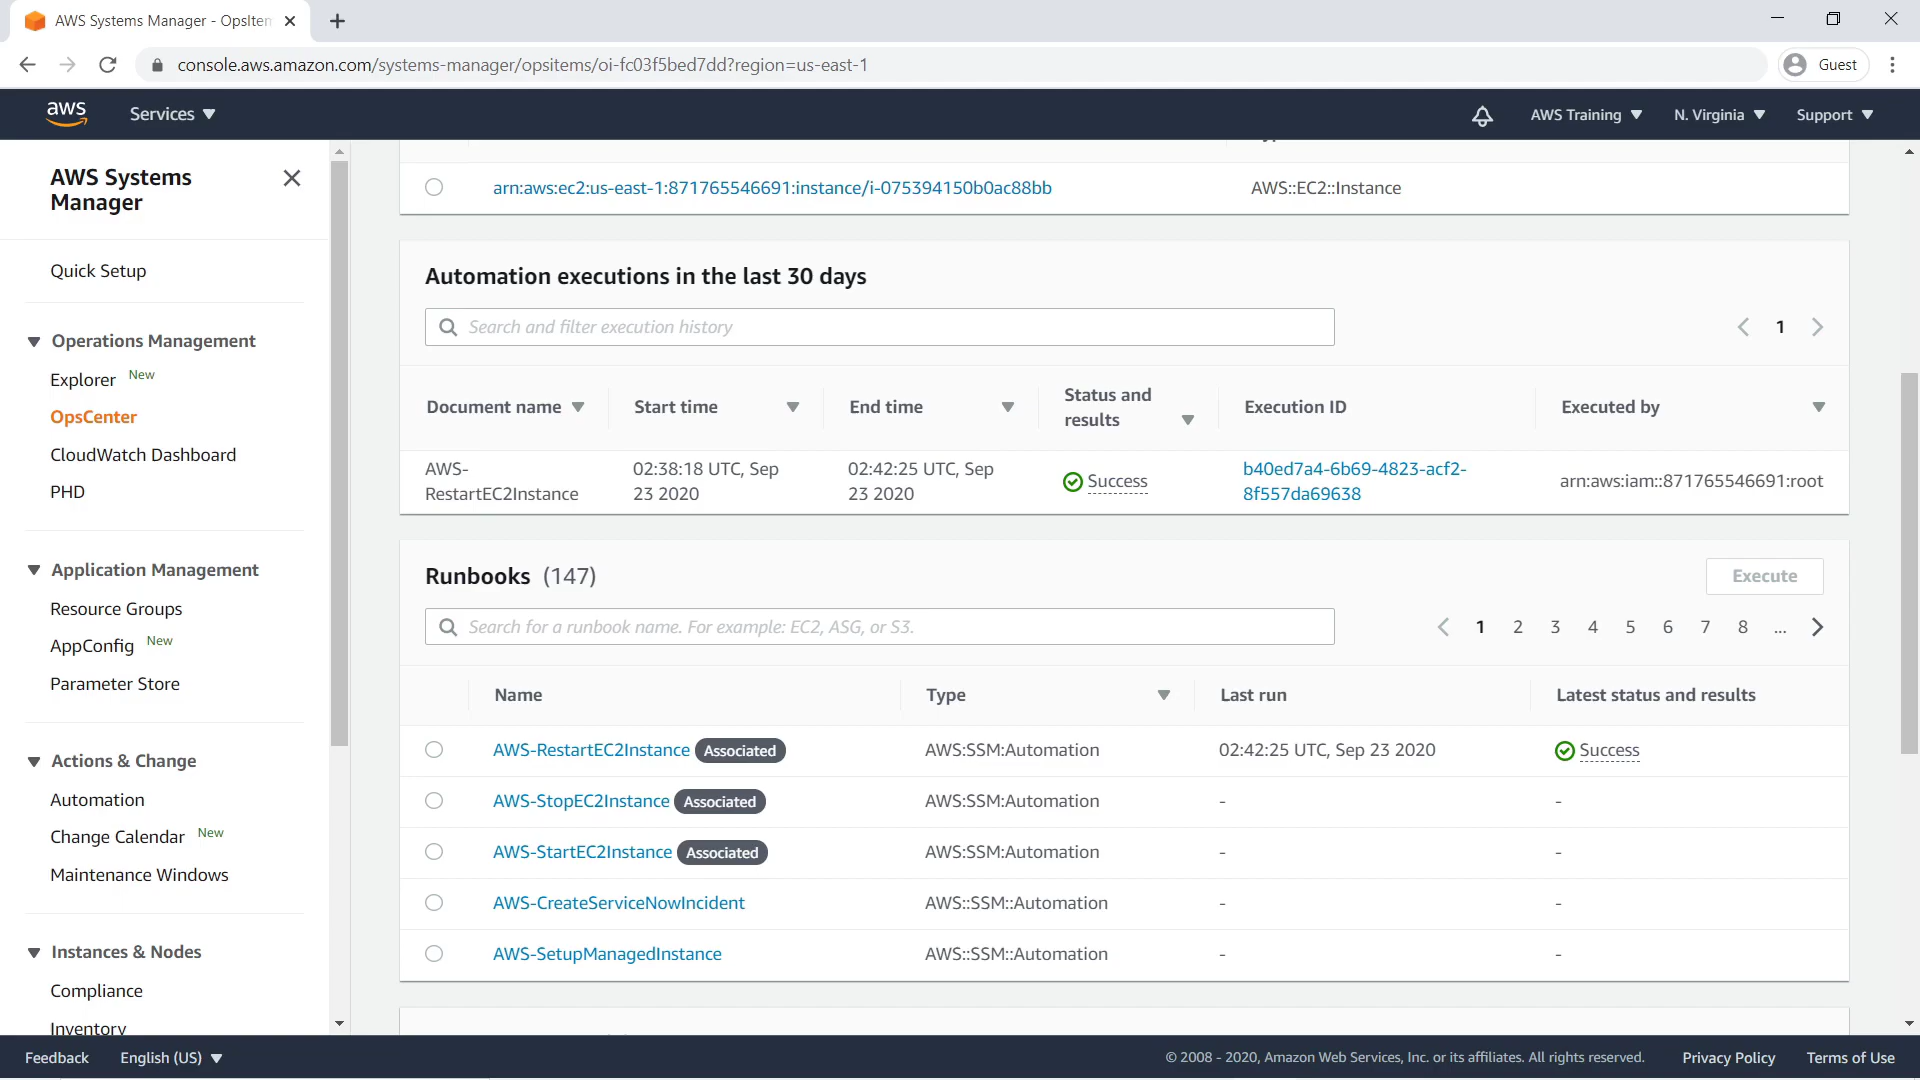 AWS Systems Manager - OpsItem
console.aws.amazon.com/systems-manager/opsitems/oi-fc03f5bed7dd?region=us-east-1
Guest
aws
Services
AWS Training
N. Virginia
Support
AWS Systems
Manager
Quick Setup
Operations Management
Explorer New
OpsCenter
CloudWatch Dashboard
PHD
Application Management
Resource Groups
AppConfig New
Parameter Store
Actions & Change
Automation
Change Calendar New
Maintenance Windows
Instances & Nodes
Compliance
Inventory
arn:aws:ec2:us-east-1:871765546691:instance/i-075394150b0ac88bb AWS::EC2::Instance
Automation executions in the last 30 days
Search and filter execution history
1
Document name Start time End time Status and results Execution ID Executed by
AWS-RestartEC2Instance 02:38:18 UTC, Sep 23 2020 02:42:25 UTC, Sep 23 2020 Success b40ed7a4-6b69-4823-acf2-8f557da69638 arn:aws:iam::871765546691:root
Runbooks (147)
Execute
Search for a runbook name. For example: EC2, ASG, or S3.
1 2 3 4 5 6 7 8 ...
Name Type Last run Latest status and results
AWS-RestartEC2Instance Associated AWS:SSM:Automation 02:42:25 UTC, Sep 23 2020 Success
AWS-StopEC2Instance Associated AWS:SSM:Automation - -
AWS-StartEC2Instance Associated AWS:SSM:Automation - -
AWS-CreateServiceNowIncident AWS::SSM::Automation - -
AWS-SetupManagedInstance AWS::SSM::Automation - -
Feedback
English (US)
© 2008 - 2020, Amazon Web Services, Inc. or its affiliates. All rights reserved.
Privacy Policy
Terms of Use